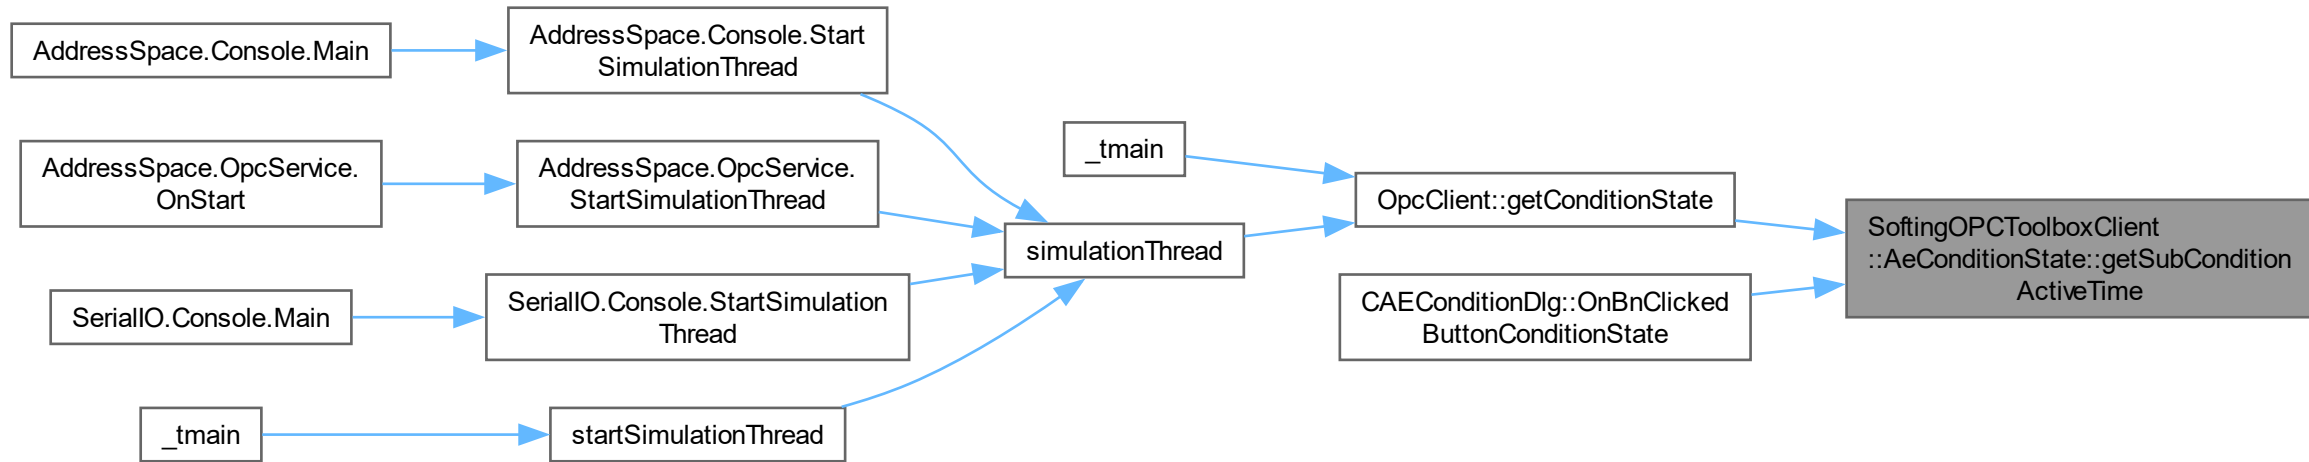 AddressSpace.Console.Main
AddressSpace.Console.Start
SimulationThread
AddressSpace.OpcService.
OnStart
AddressSpace.OpcService.
StartSimulationThread
SerialIO.Console.Main
SerialIO.Console.StartSimulation
Thread
_tmain
startSimulationThread
simulationThread
_tmain
OpcClient::getConditionState
CAEConditionDlg::OnBnClicked
ButtonConditionState
SoftingOPCToolboxClient
::AeConditionState::getSubCondition
ActiveTime